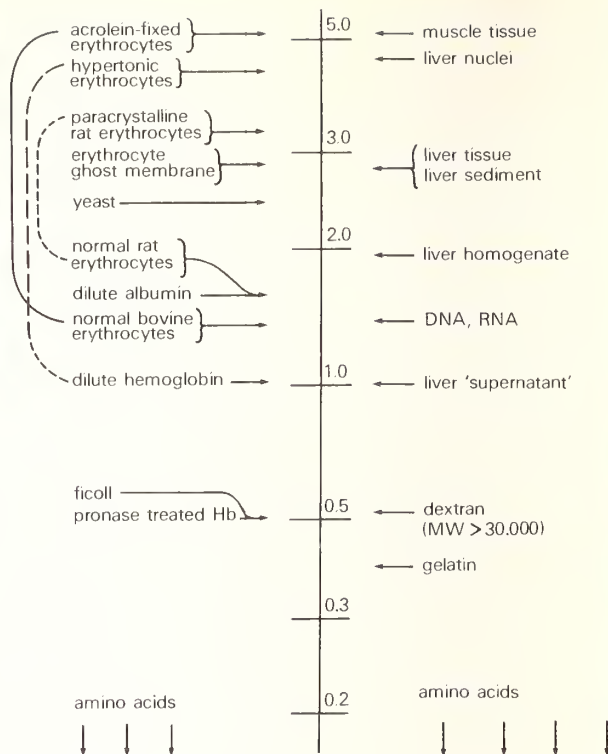 acrolein-fixed
erythrocytes
hypertonic
erythrocytes
paracrystalline
rat erythrocytes
erythrocyte
ghost membrane
yeast
normal rat
erythrocytes
dilute albumin
normal bovine
erythrocytes
dilute hemoglobin
ficoll
pronase treated Hb
amino acids
5.0
3.0
2.0
1.0
0.5
0.3
0.2
muscle tissue
liver nuclei
liver tissue
liver sediment
liver homogenate
DNA, RNA
liver 'supernatant'
dextran
(MW > 30.000)
gelatin
amino acids